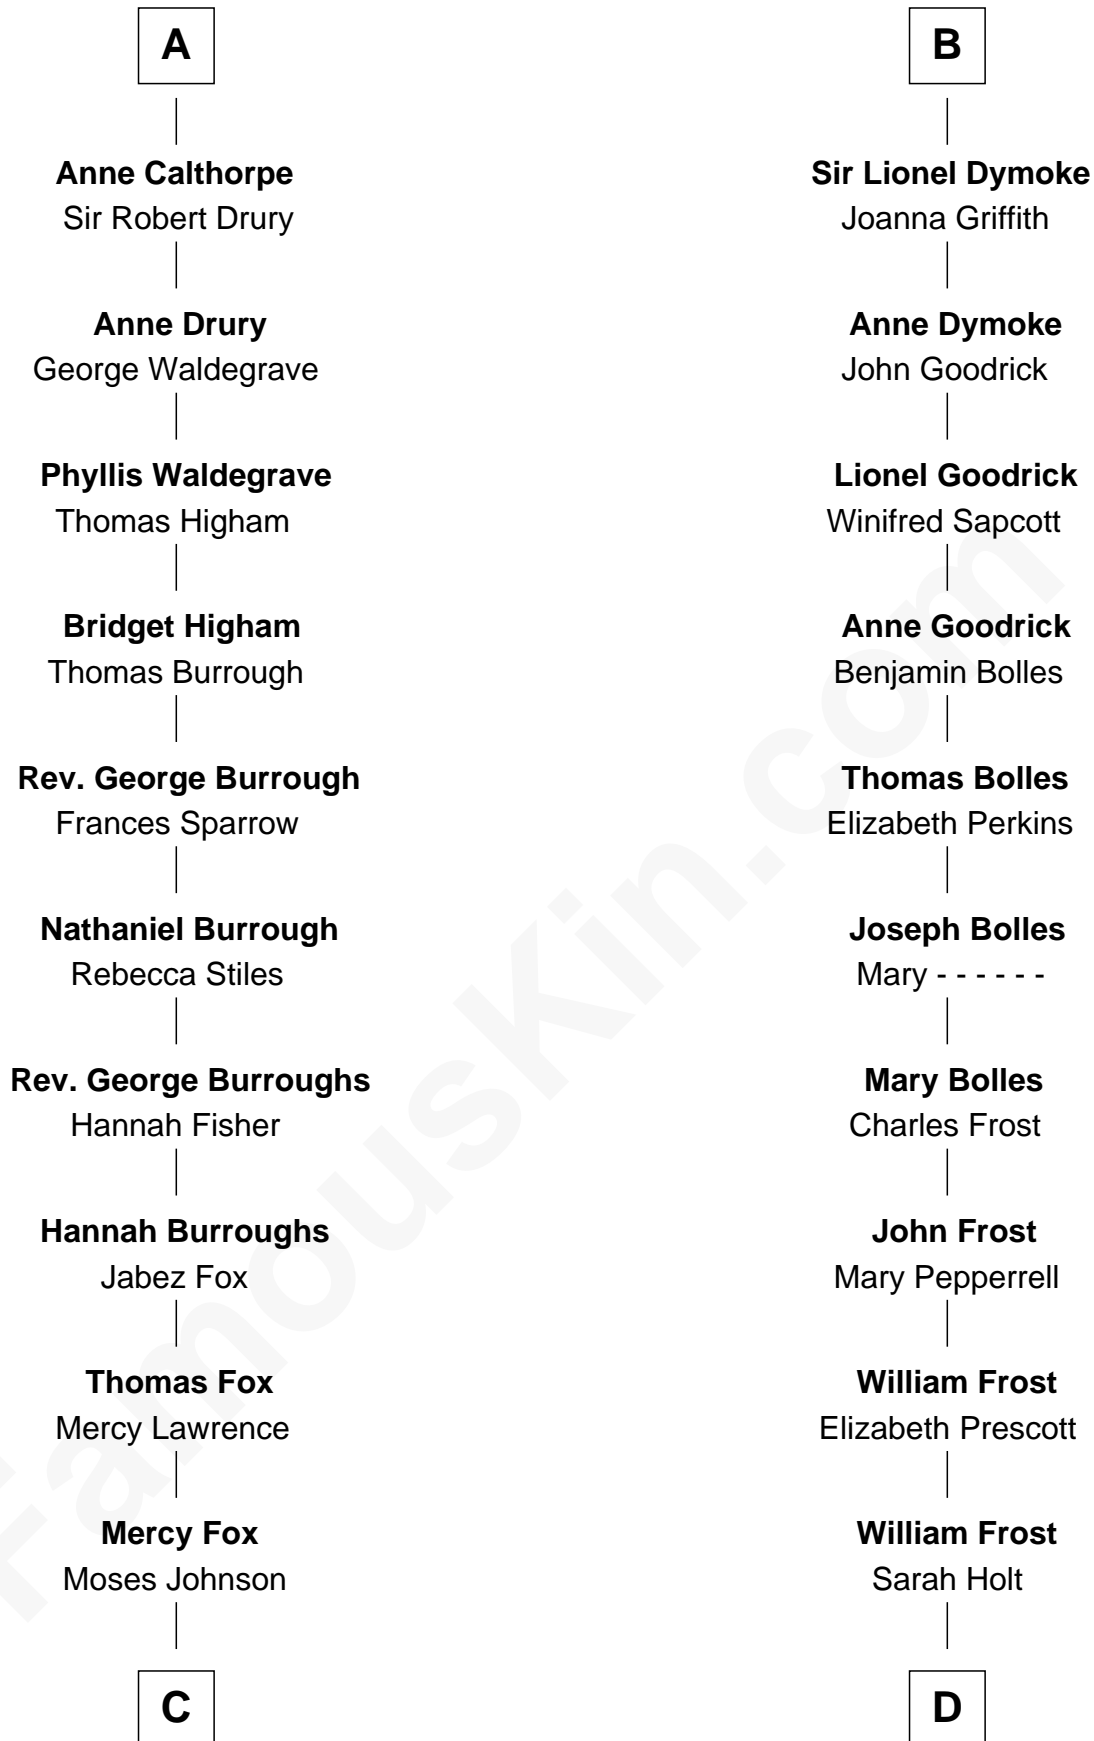 A
Anne Calthorpe
Sir Robert Drury
Anne Drury
George Waldegrave
Phyllis Waldegrave
Thomas Higham
Bridget Higham
Thomas Burrough
Rev. George Burrough
Frances Sparrow
Nathaniel Burrough
Rebecca Stiles
Rev. George Burroughs
Hannah Fisher
Hannah Burroughs
Jabez Fox
Thomas Fox
Mercy Lawrence
Mercy Fox
Moses Johnson
C
B
Sir Lionel Dymoke
Joanna Griffith
Anne Dymoke
John Goodrick
Lionel Goodrick
Winifred Sapcott
Anne Goodrick
Benjamin Bolles
Thomas Bolles
Elizabeth Perkins
Joseph Bolles
Mary - - - - - -
Mary Bolles
Charles Frost
John Frost
Mary Pepperrell
William Frost
Elizabeth Prescott
William Frost
Sarah Holt
D
FamousKin.com